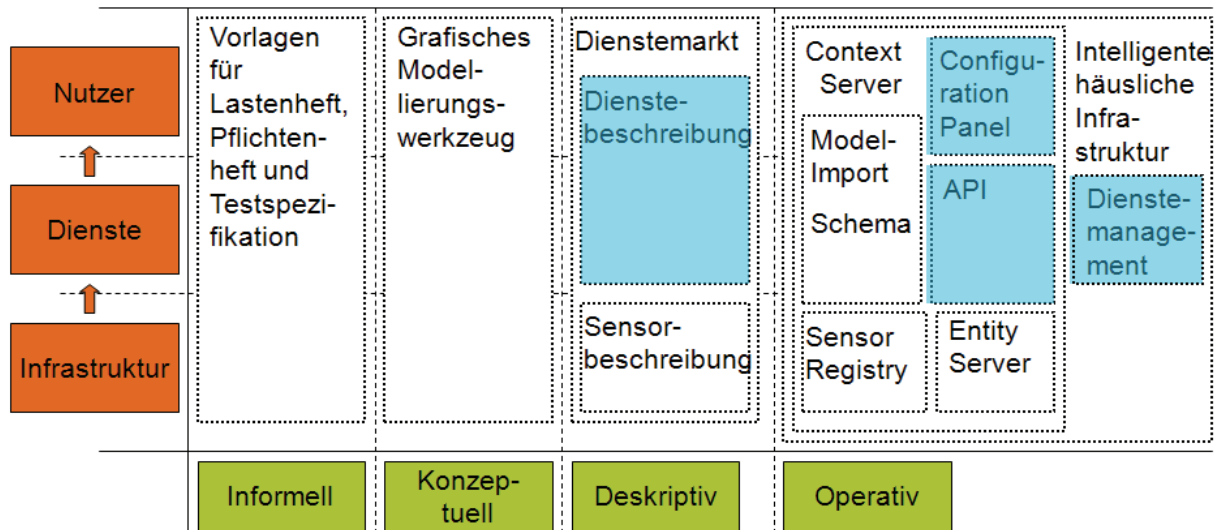 Nutzer
Dienste
Infrastruktur
Vorlagen
für
Lastenheft,
Pflichten-
heft und
Testspezi-
fikation
Grafisches
Model-
lierungs-
werkzeug
Dienstemarkt
Dienste-
beschreibung
Sensor-
beschreibung
Context
Server
Model-
Import
Schema
Configu-
ration
Panel
API
Sensor
Registry
Entity
Server
Intelligente
häusliche
Infra-
struktur
Dienste-
manage-
ment
Informell
Konzep-
tuell
Deskriptiv
Operativ